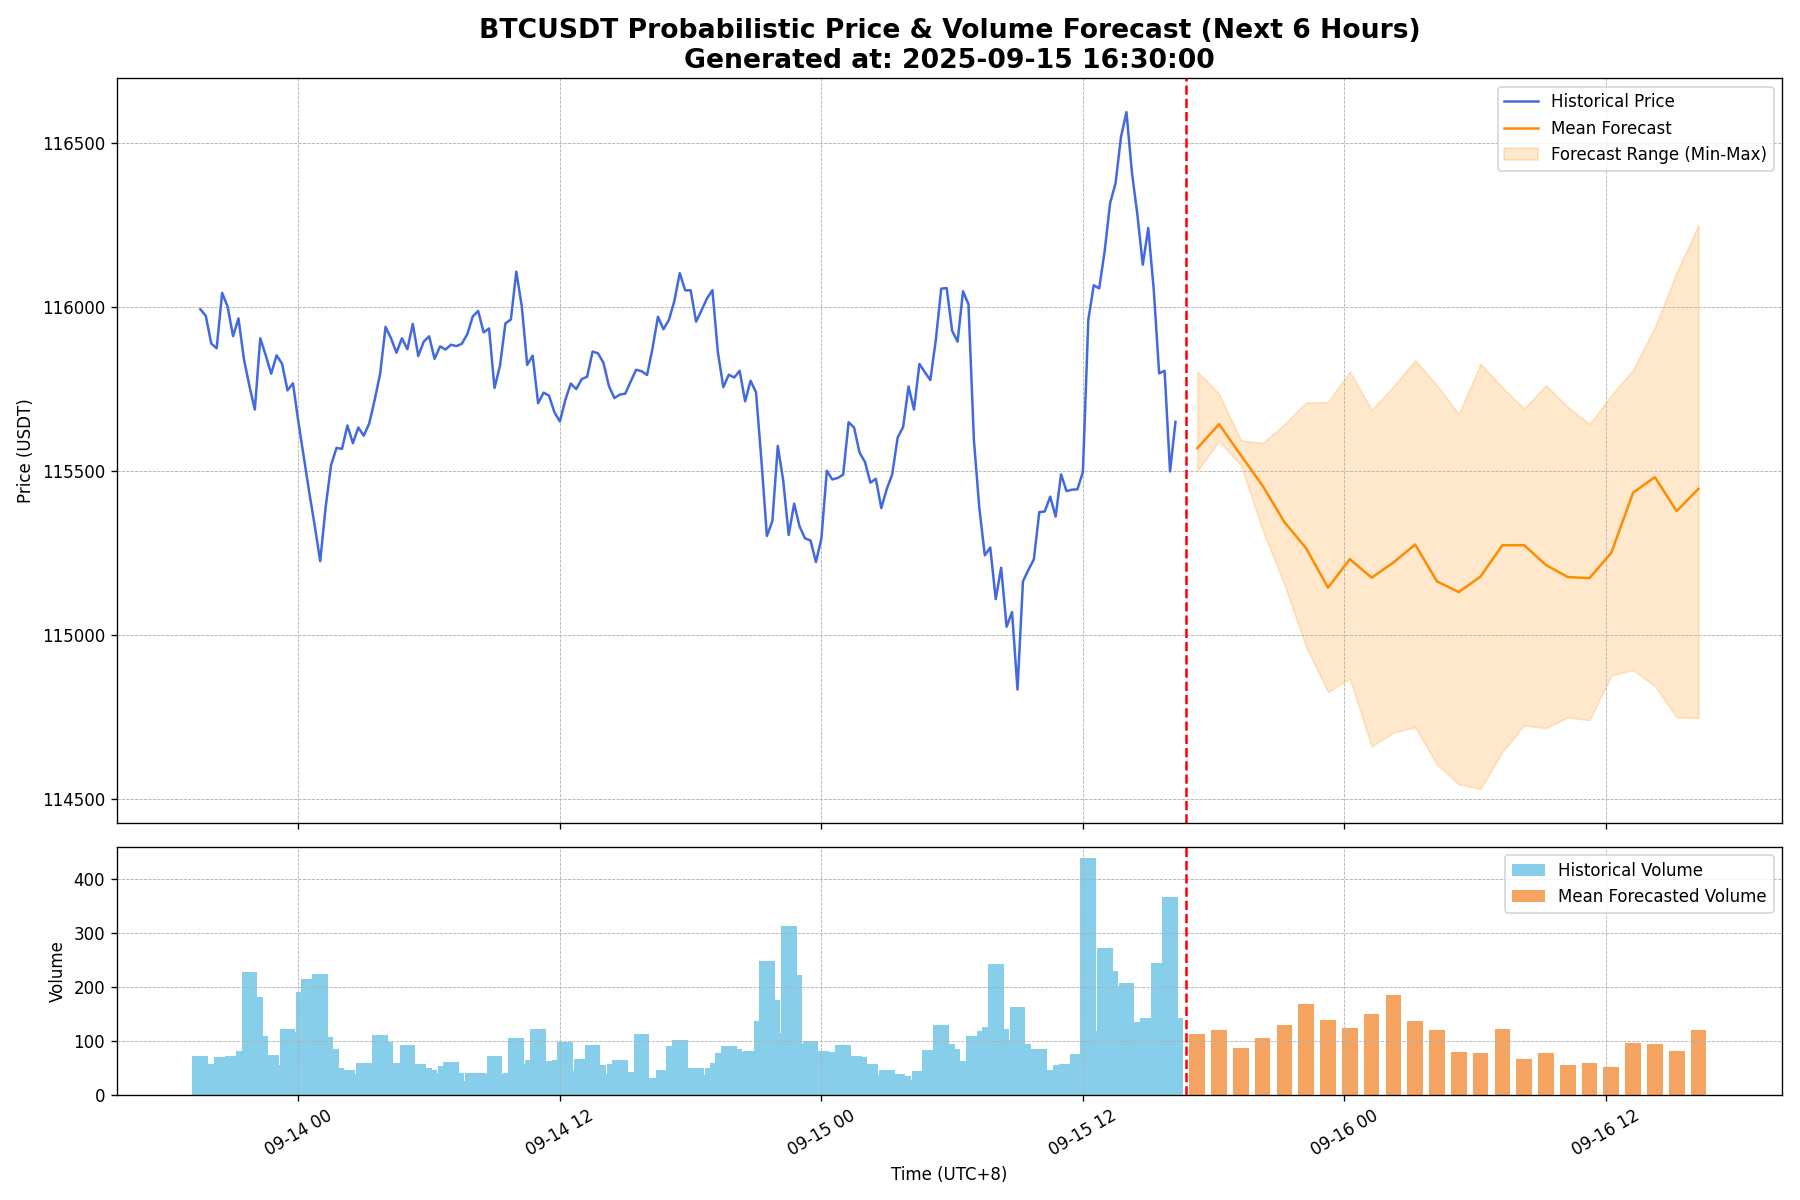 BTCUSDT Probabilistic Price & Volume Forecast (Next 6 Hours)
Generated at: 2025-09-15 16:30:00
Historical Price
Mean Forecast
Forecast Range (Min-Max)
116500
116000
115500
115000
114500
Price (USDT)
Historical Volume
Mean Forecasted Volume
400
300
200
100
0
Volume
09-14 00
09-14 12
09-15 00
09-15 12
09-16 00
09-16 12
Time (UTC+8)